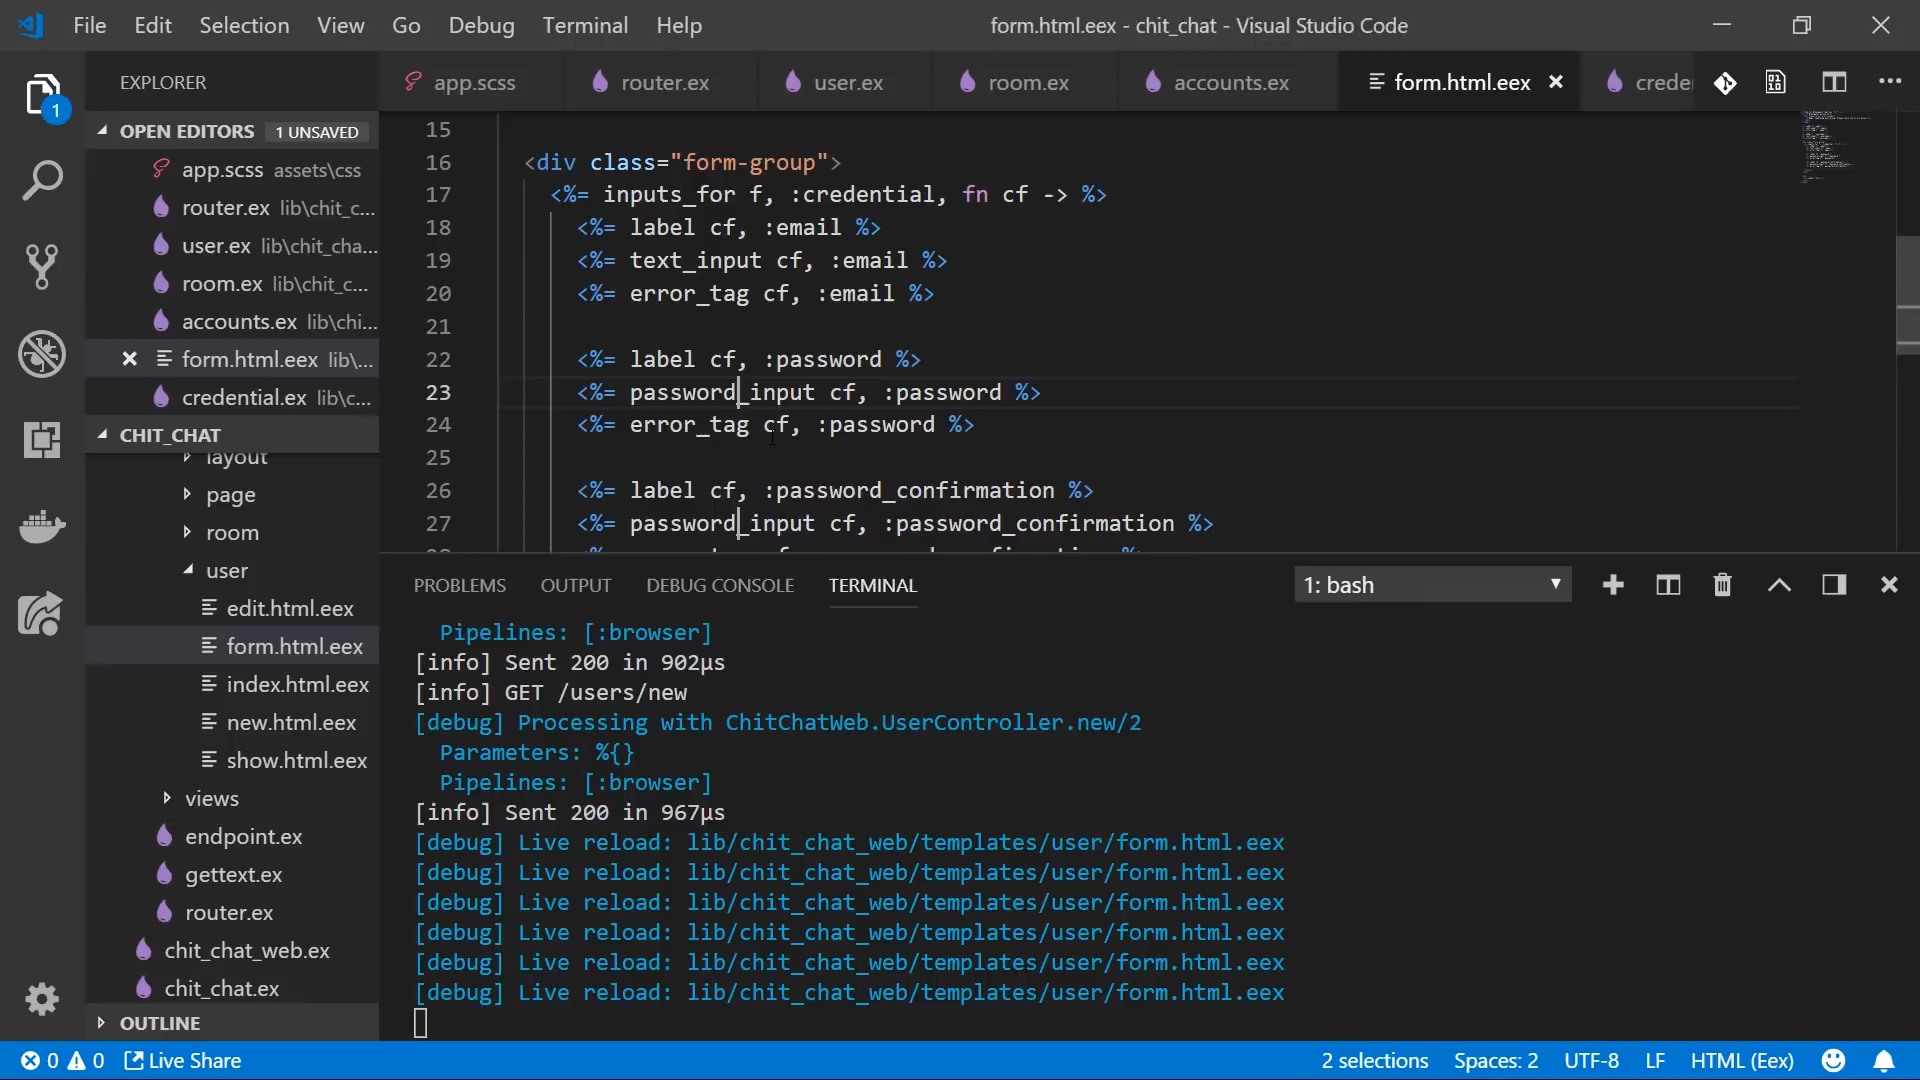 File Edit Selection View Go Debug Terminal Help
form.html.eex - chit_chat - Visual Studio Code
EXPLORER
app.scss router.ex user.ex room.ex accounts.ex form.html.eex creder
1
OPEN EDITORS 1 UNSAVED
app.scss assets\css
router.ex lib\chit_c...
user.ex lib\chit_cha...
room.ex lib\chit_c...
accounts.ex lib\chi...
form.html.eex lib\...
credential.ex lib\c...
CHIT_CHAT
layout
page
room
user
edit.html.eex
form.html.eex
index.html.eex
new.html.eex
show.html.eex
views
endpoint.ex
gettext.ex
router.ex
chit_chat_web.ex
chit_chat.ex
OUTLINE
15
16 <div class="form-group">
17 <%= inputs_for f, :credential, fn cf -> %>
18 <%= label cf, :email %>
19 <%= text_input cf, :email %>
20 <%= error_tag cf, :email %>
21
22 <%= label cf, :password %>
23 <%= password_input cf, :password %>
24 <%= error_tag cf, :password %>
25
26 <%= label cf, :password_confirmation %>
27 <%= password_input cf, :password_confirmation %>
PROBLEMS OUTPUT DEBUG CONSOLE TERMINAL 1: bash
Pipelines: [:browser]
[info] Sent 200 in 902µs
[info] GET /users/new
[debug] Processing with ChitChatWeb.UserController.new/2
Parameters: %{}
Pipelines: [:browser]
[info] Sent 200 in 967µs
[debug] Live reload: lib/chit_chat_web/templates/user/form.html.eex
[debug] Live reload: lib/chit_chat_web/templates/user/form.html.eex
[debug] Live reload: lib/chit_chat_web/templates/user/form.html.eex
[debug] Live reload: lib/chit_chat_web/templates/user/form.html.eex
[debug] Live reload: lib/chit_chat_web/templates/user/form.html.eex
[debug] Live reload: lib/chit_chat_web/templates/user/form.html.eex
0 0 Live Share 2 selections Spaces: 2 UTF-8 LF HTML (Eex)